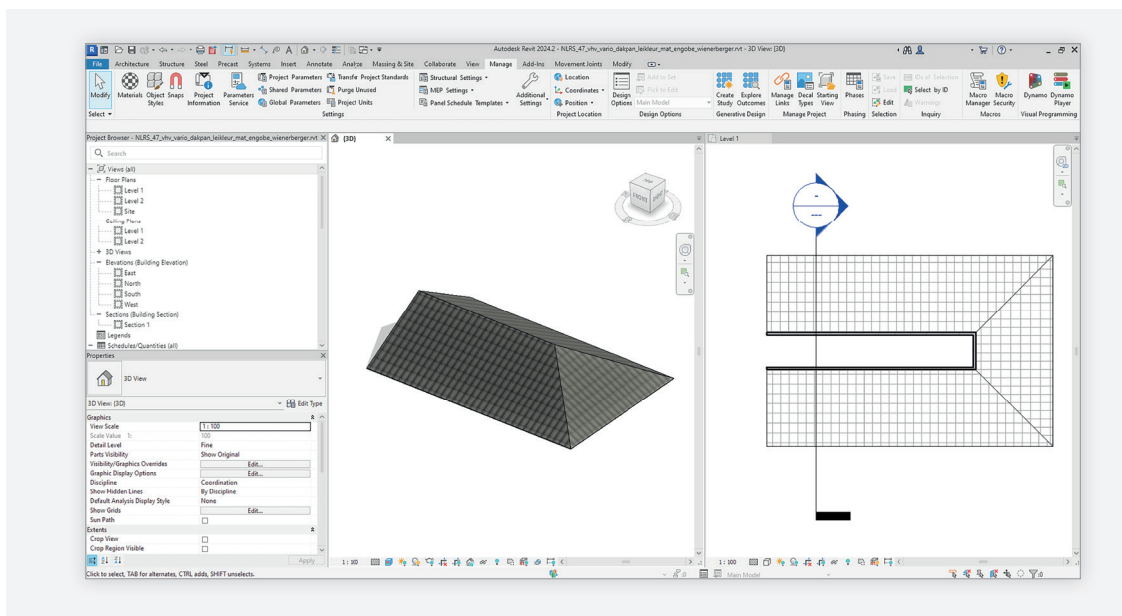 Autodesk Revit 2024.2 - NLRS_47_vhv_vario_dakpan_leikleur_mat_engobe_wienerberger.rvt - 3D View: {3D}
File Architecture Structure Steel Precast Systems Insert Annotate Analyze Massing & Site Collaborate View Manage Add-Ins Movement Joints Modify
Modify
Materials
Object Styles
Snaps
Project Information
Parameters Service
Project Parameters
Shared Parameters
Global Parameters
Transfer Project Standards
Purge Unused
Project Units
Structural Settings
MEP Settings
Panel Schedule Templates
Additional Settings
Location
Coordinates
Position
Design Options
Add to Set
Pick to Edit
Main Model
Create Study
Explore Outcomes
Manage Links
Decal Types
Starting View
Phases
Save
Load
Edit
IDs of Selection
Select by ID
Warnings
Macro Manager
Macro Security
Dynamo
Dynamo Player
Select
Settings
Project Location
Design Options
Generative Design
Manage Project
Phasing
Selection
Inquiry
Macros
Visual Programming
Project Browser - NLRS_47_vhv_vario_dakpan_leikleur_mat_engobe_wienerberger.rvt
Search
Views (all)
Floor Plans
Level 1
Level 2
Site
Ceiling Plans
Level 1
Level 2
3D Views
Elevations (Building Elevation)
East
North
South
West
Sections (Building Section)
Section 1
Legends
Schedules/Quantities (all)
Properties
3D View
3D View: {3D}
Edit Type
Graphics
View Scale 1 : 100
Scale Value 1: 100
Detail Level Fine
Parts Visibility Show Original
Visibility/Graphics Overrides Edit...
Graphic Display Options Edit...
Discipline Coordination
Show Hidden Lines By Discipline
Default Analysis Display Style None
Show Grids Edit...
Sun Path
Extents
Crop View
Crop Region Visible
Apply
{3D}
FRONT
1 : 100
Level 1
1 : 100
Click to select, TAB for alternates, CTRL adds, SHIFT unselects.
:0
Main Model
:0